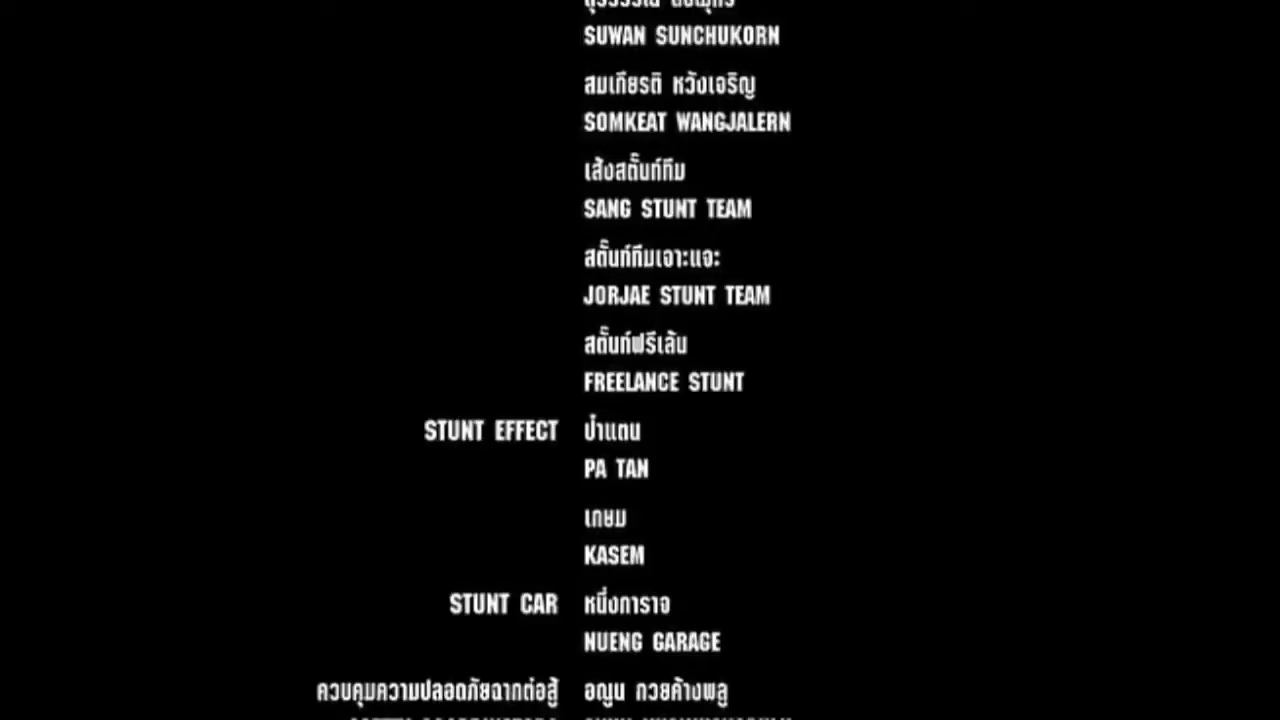 SUWAN SUNCHUKORN
สมเกียรติ หวังเจริญ
SOMKEAT WANGJALERN
เส้งสตั๊นท์ทีม
SANG STUNT TEAM
สตั๊นท์ทีมเจาะแจะ
JORJAE STUNT TEAM
สตั๊นท์ฟรีเล้น
FREELANCE STUNT
STUNT EFFECT ป๋าแตน
PA TAN
เกษม
KASEM
STUNT CAR หนึ่งการาจ
NUENG GARAGE
ควบคุมความปลอดภัยฉากต่อสู้ อญูน กวยค้างพลู